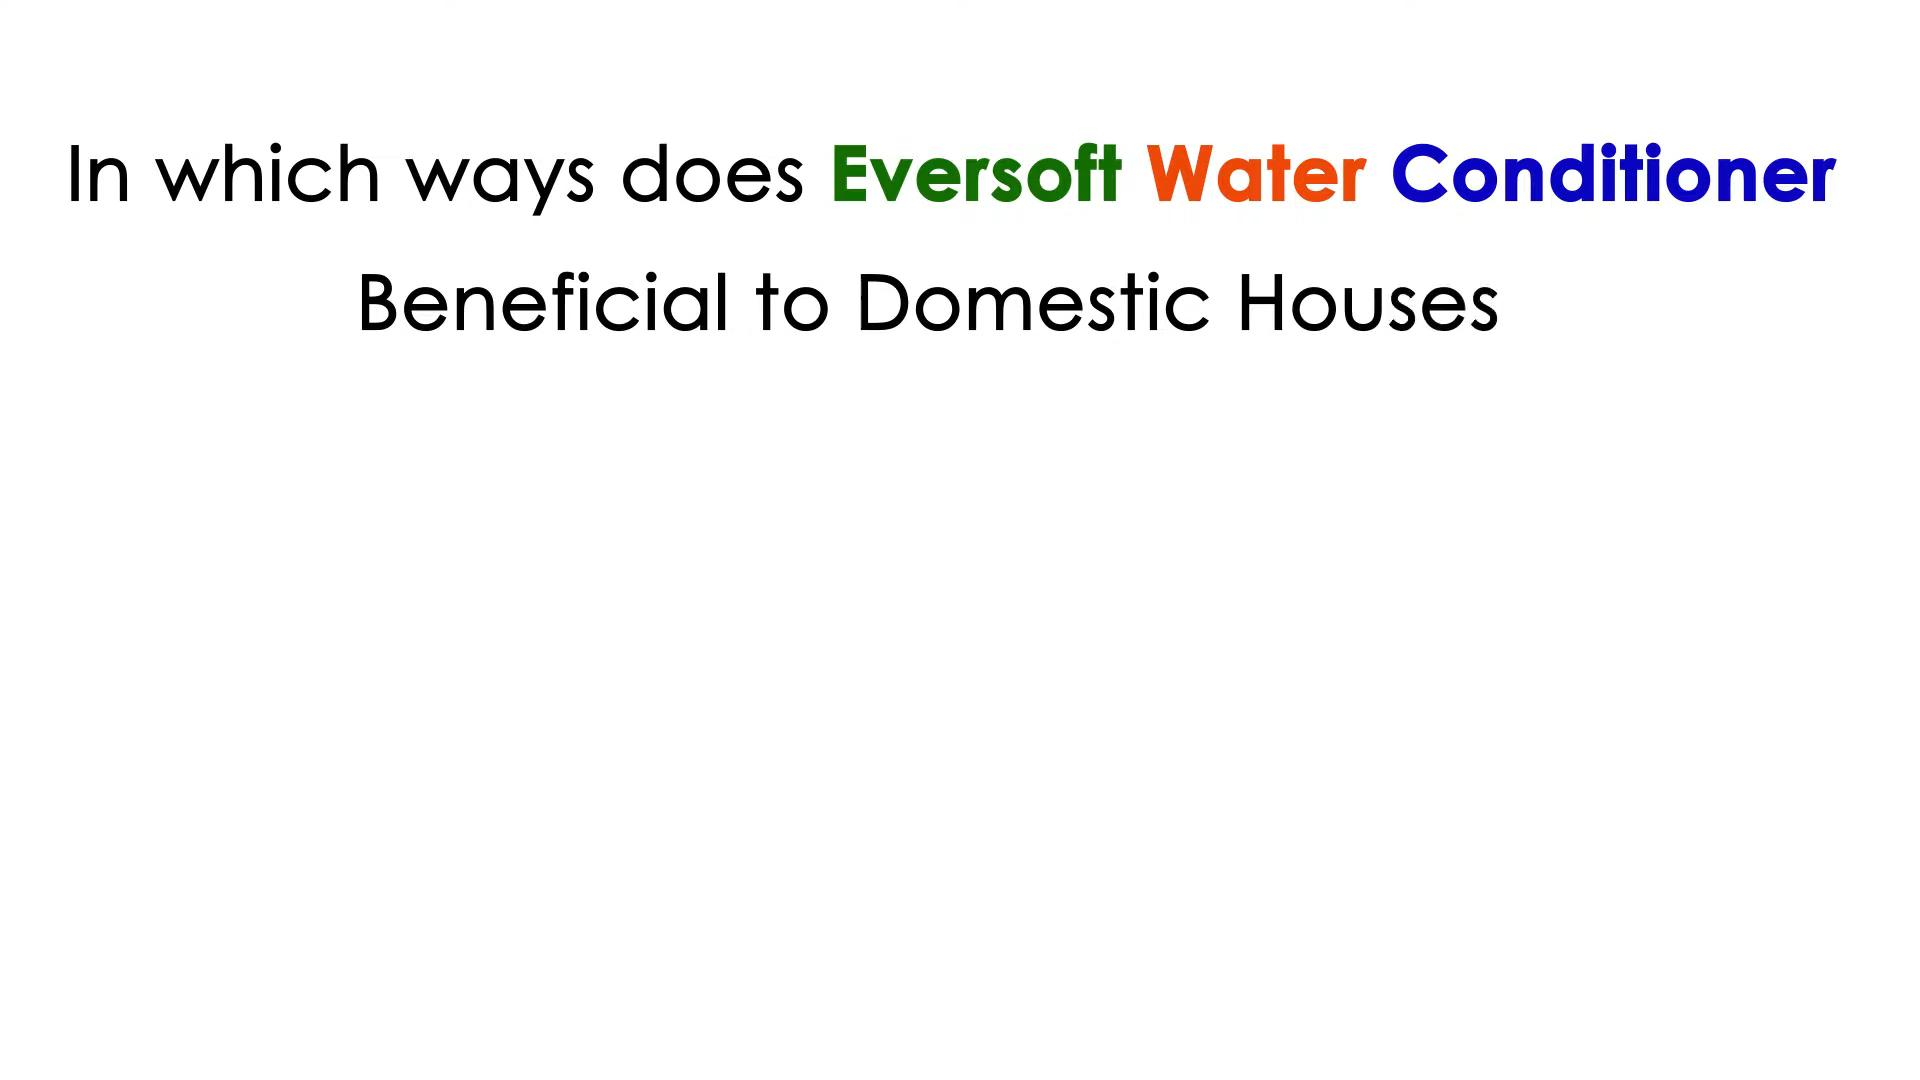 In which ways does Eversoft Water Conditioner
Beneficial to Domestic Houses